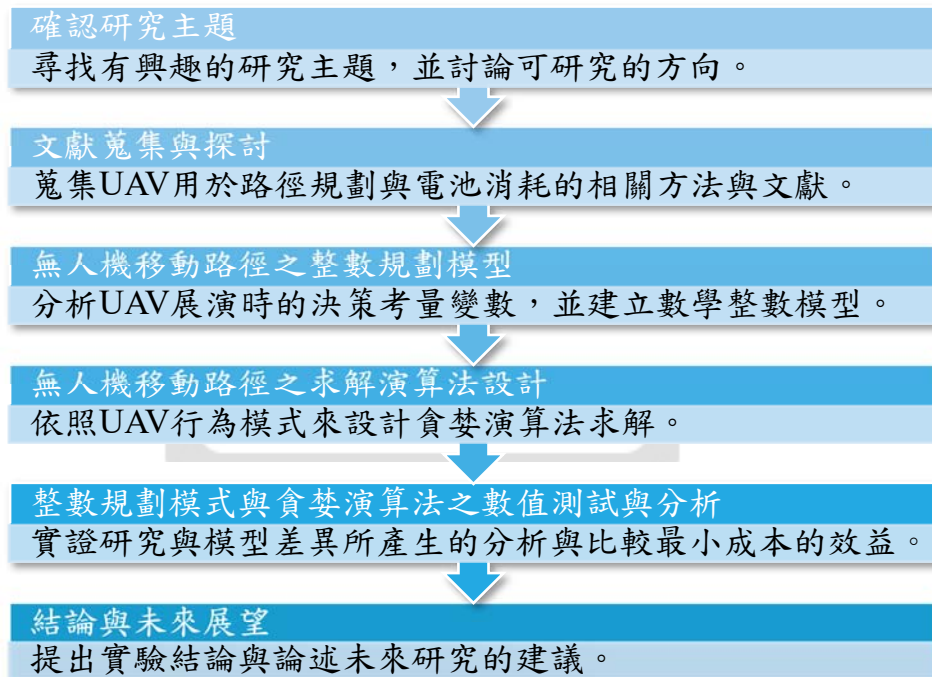 確認研究主題
尋找有興趣的研究主題，並討論可研究的方向。
文獻蒐集與探討
蒐集UAV用於路徑規劃與電池消耗的相關方法與文獻。
無人機移動路徑之整數規劃模型
分析UAV展演時的決策考量變數，並建立數學整數模型。
無人機移動路徑之求解演算法設計
依照UAV行為模式來設計貪婪演算法求解。
整數規劃模式與貪婪演算法之數值測試與分析
實證研究與模型差異所產生的分析與比較最小成本的效益。
結論與未來展望
提出實驗結論與論述未來研究的建議。